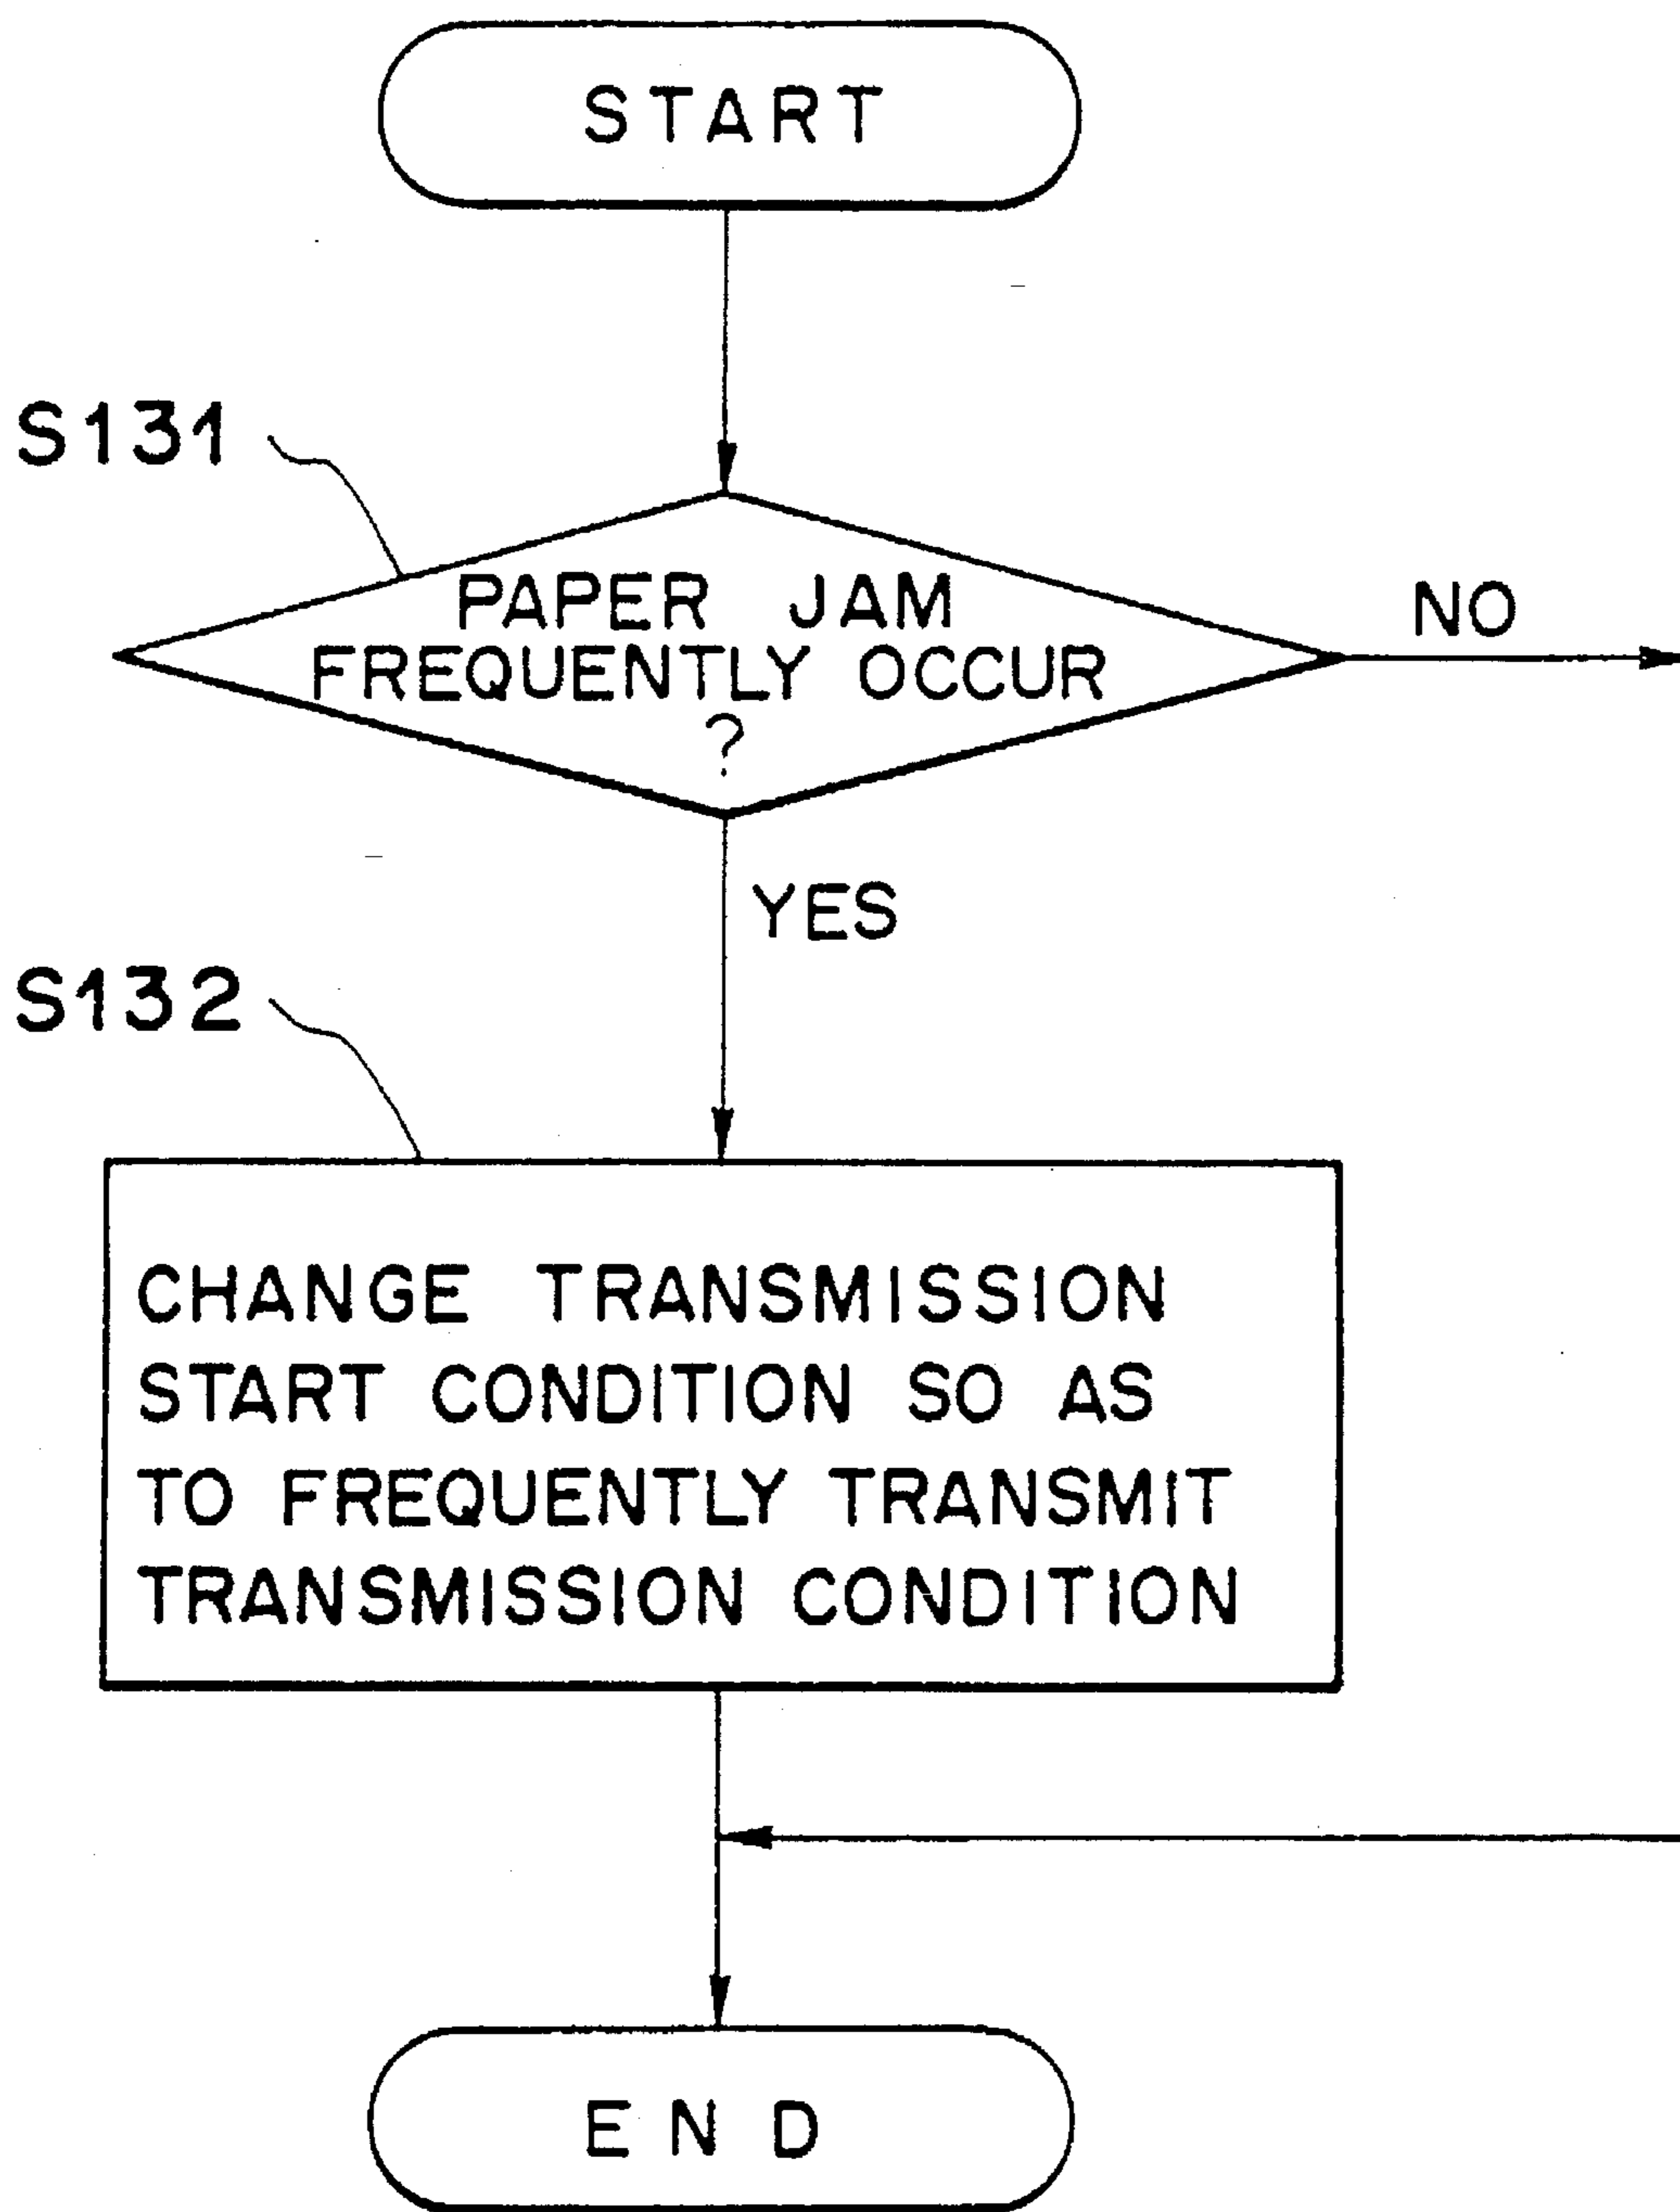 START
S131
PAPER JAM
FREQUENTLY OCCUR
?
NO
YES
S132
CHANGE TRANSMISSION
START CONDITION SO AS
TO FREQUENTLY TRANSMIT
TRANSMISSION CONDITION
END